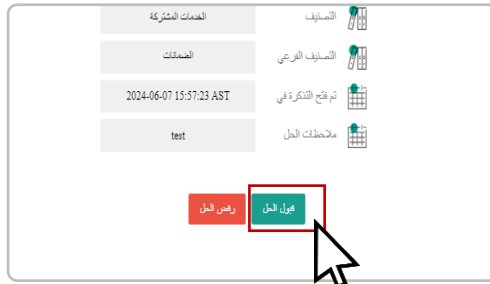 التصنيف الخدمات المشتركة
التصنيف الفرعي الضمانات
تم فتح التذكرة في 2024-06-07 15:57:23 AST
ملاحظات الحل test
قبول الحل رفض الحل